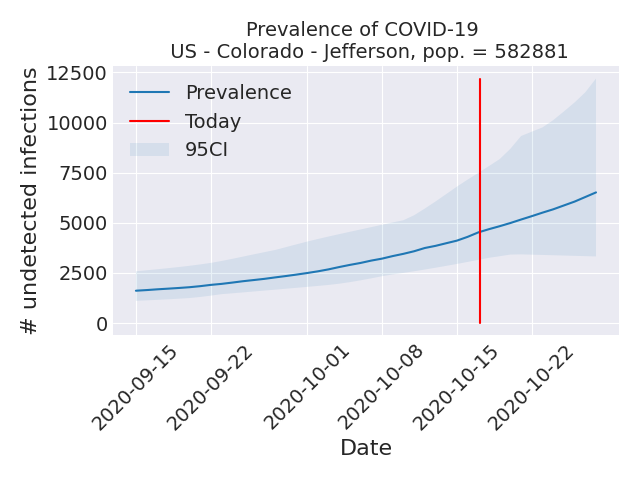 Prevalence of COVID-19
US - Colorado - Jefferson, pop. = 582881
# undetected infections
12500
10000
7500
5000
2500
0
Prevalence
Today
95CI
2020-09-15
2020-09-22
2020-10-01
2020-10-08
2020-10-15
2020-10-22
Date